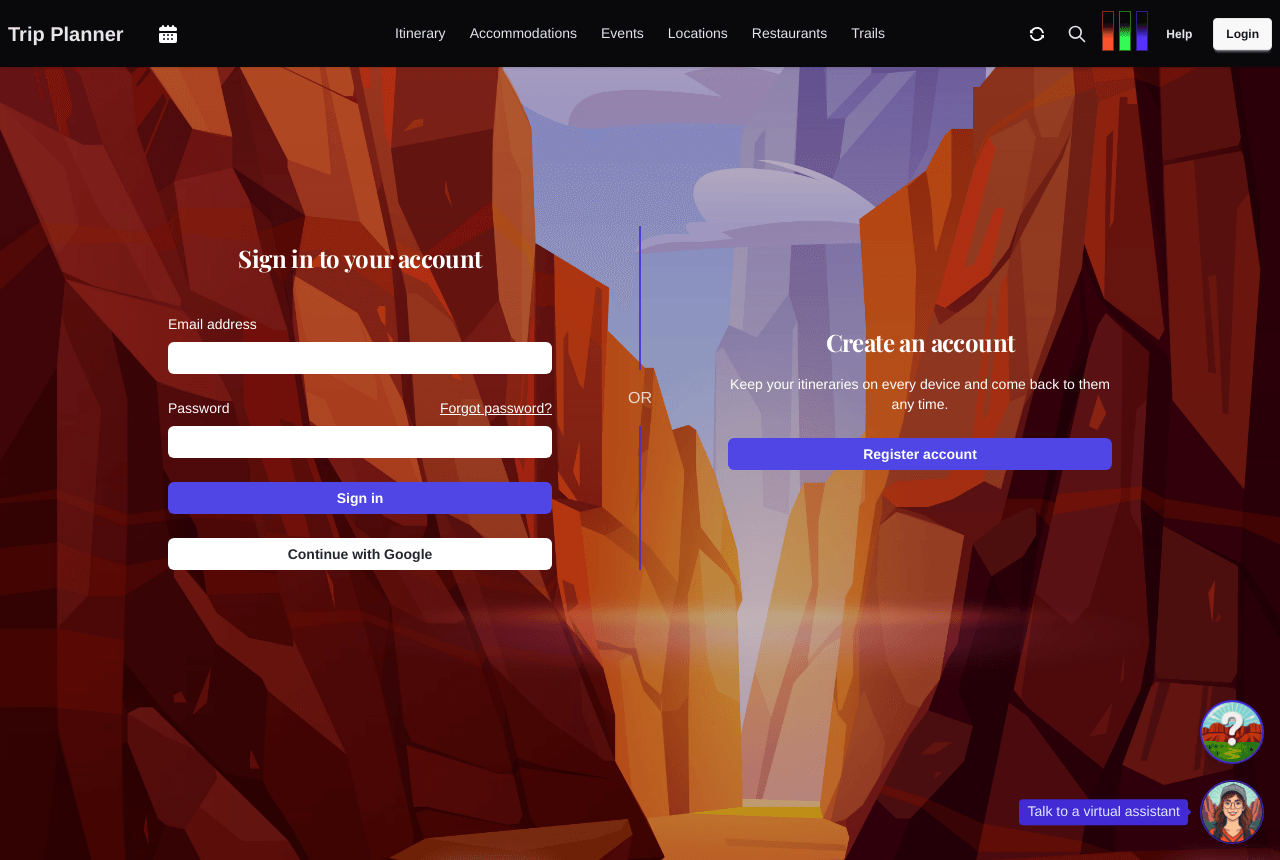 Trip Planner
Itinerary
Accommodations
Events
Locations
Restaurants
Trails
Help
Login
Sign in to your account
Email address
Password
Forgot password?
Sign in
Continue with Google
OR
Create an account
Keep your itineraries on every device and come back to them
any time.
Register account
?
Talk to a virtual assistant